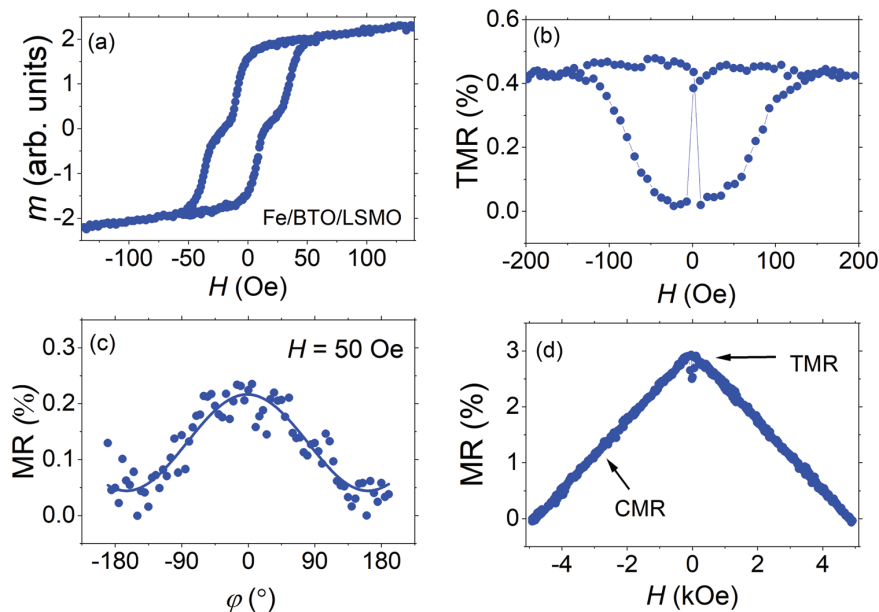 (a)
m (arb. units)
2
1
0
-1
-2
Fe/BTO/LSMO
-100 -50 0 50 100
H (Oe)
(b)
TMR (%)
0.6
0.4
0.2
0.0
-200 -100 0 100 200
H (Oe)
(c)
H = 50 Oe
MR (%)
0.3
0.2
0.1
0.0
-180 -90 0 90 180
φ (°)
(d)
MR (%)
3
2
1
0
TMR
CMR
-4 -2 0 2 4
H (kOe)